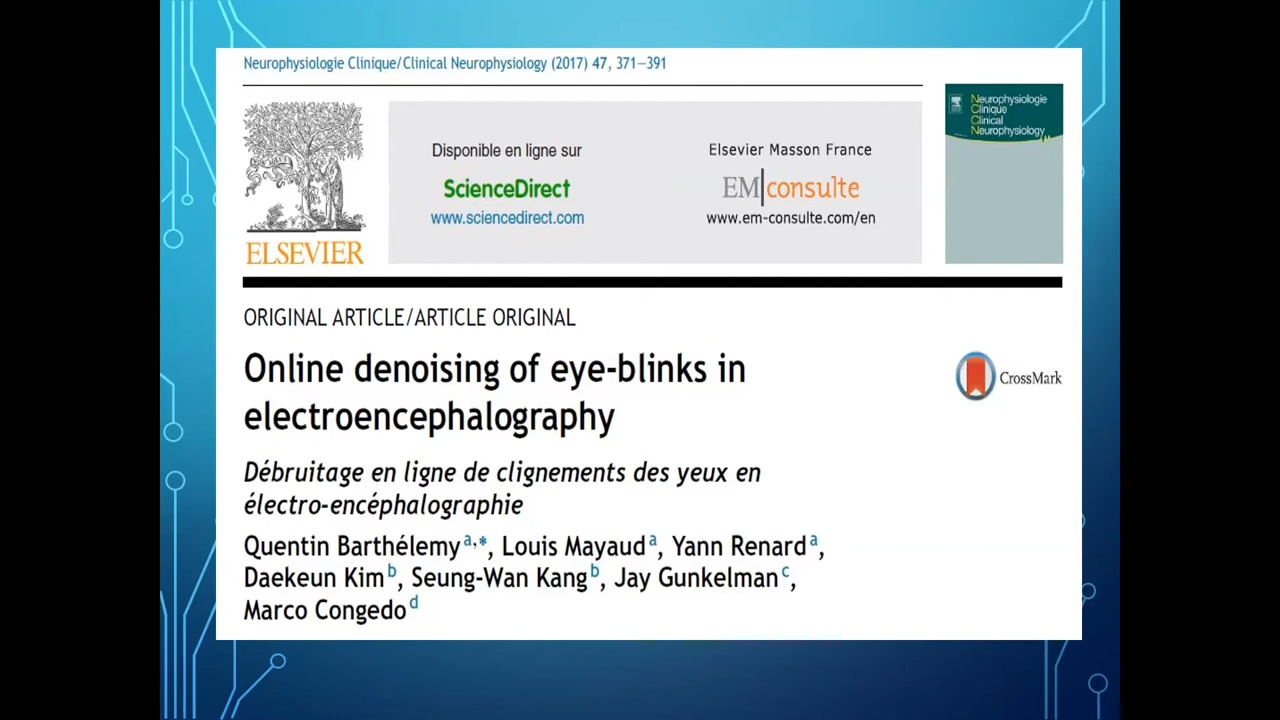 Neurophysiologie Clinique/Clinical Neurophysiology (2017) 47, 371—391
ELSEVIER
Disponible en ligne sur
ScienceDirect
www.sciencedirect.com
Elsevier Masson France
EM|consulte
www.em-consulte.com/en
Neurophysiologie
Clinique
Clinical
Neurophysiology
ORIGINAL ARTICLE/ARTICLE ORIGINAL
Online denoising of eye-blinks in
electroencephalography
CrossMark
Débruitage en ligne de clignements des yeux en
électro-encéphalographie
Quentin Barthélemy a,*, Louis Mayaud a, Yann Renard a,
Daekeun Kim b, Seung-Wan Kang b, Jay Gunkelman c,
Marco Congedo d